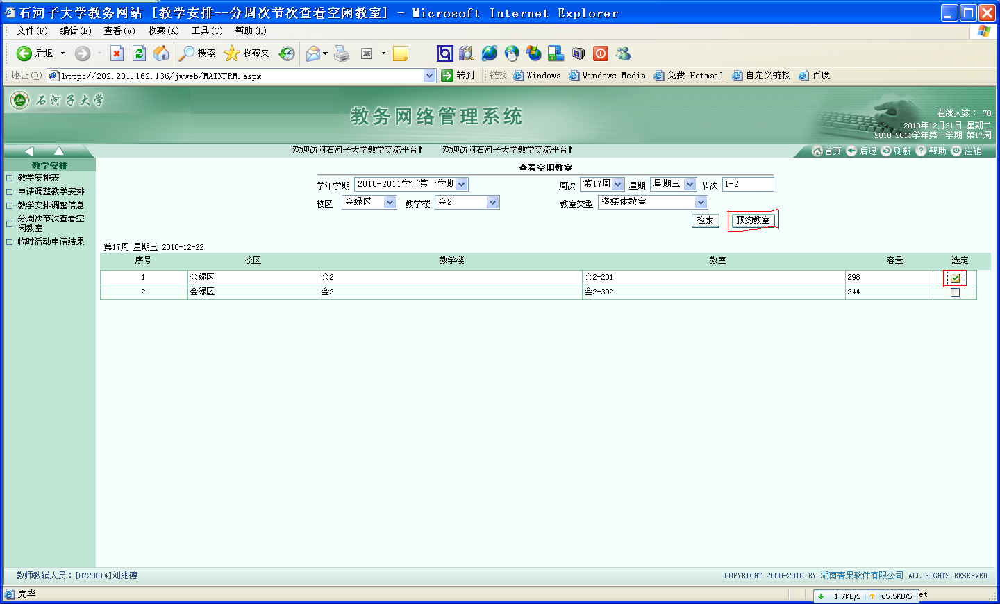 石河子大学教务网站 [教学安排--分周次节次查看空闲教室] - Microsoft Internet Explorer
文件(F) 编辑(E) 查看(V) 收藏(A) 工具(T) 帮助(H)
后退 搜索 收藏夹
地址(D) http://202.201.162.136/jwweb/MAINFRM.aspx 转到 链接 Windows Windows Media 免费 Hotmail 自定义链接 百度
石河子大学
教务网络管理系统
在线人数： 70
2010年12月21日 星期二
2010-2011学年第一学期 第17周
欢迎访问石河子大学教学交流平台! 欢迎访问石河子大学教学交流平台!
首页 后退 刷新 帮助 注销
教学安排
教学安排表
申请调整教学安排
教学安排调整信息
分周次节次查看空
闲教室
临时活动申请结果
查看空闲教室
学年学期 2010-2011学年第一学期 周次 第17周 星期 星期三 节次 1-2
校区 会绿区 教学楼 会2 教室类型 多媒体教室
检索 预约教室
第17周 星期三 2010-12-22
序号 校区 教学楼 教室 容量 选定
1 会绿区 会2 会2-201 298
2 会绿区 会2 会2-302 244
教师教辅人员：[0720014]刘兆德
COPYRIGHT 2000-2010 BY 湖南青果软件有限公司 ALL RIGHTS RESERVED
完毕
1.7KB/S 65.5KB/S et